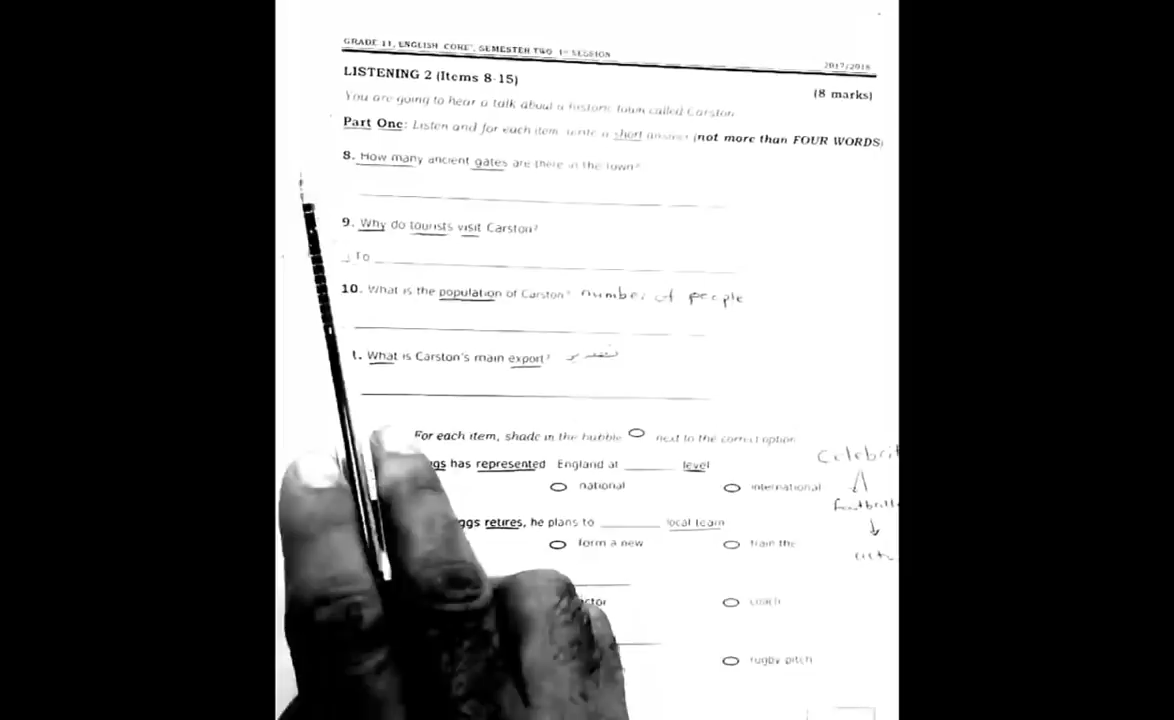 GRADE 11, ENGLISH CORE, SEMESTER TWO 1st SESSION
2017/2018
LISTENING 2 (Items 8-15)
(8 marks)
You are going to hear a talk about a historic town called Carston
Part One: Listen and for each item write a short answer (not more than FOUR WORDS)
8. How many ancient gates are there in the town?
9. Why do tourists visit Carston?
To
10. What is the population of Carston? number of people
1. What is Carston's main export? تصدير
For each item, shade in the bubble next to the correct option
ggs has represented England at ______ level
national international
ggs retires, he plans to ______ local team
form a new train the
ctor coach
rugby pitch